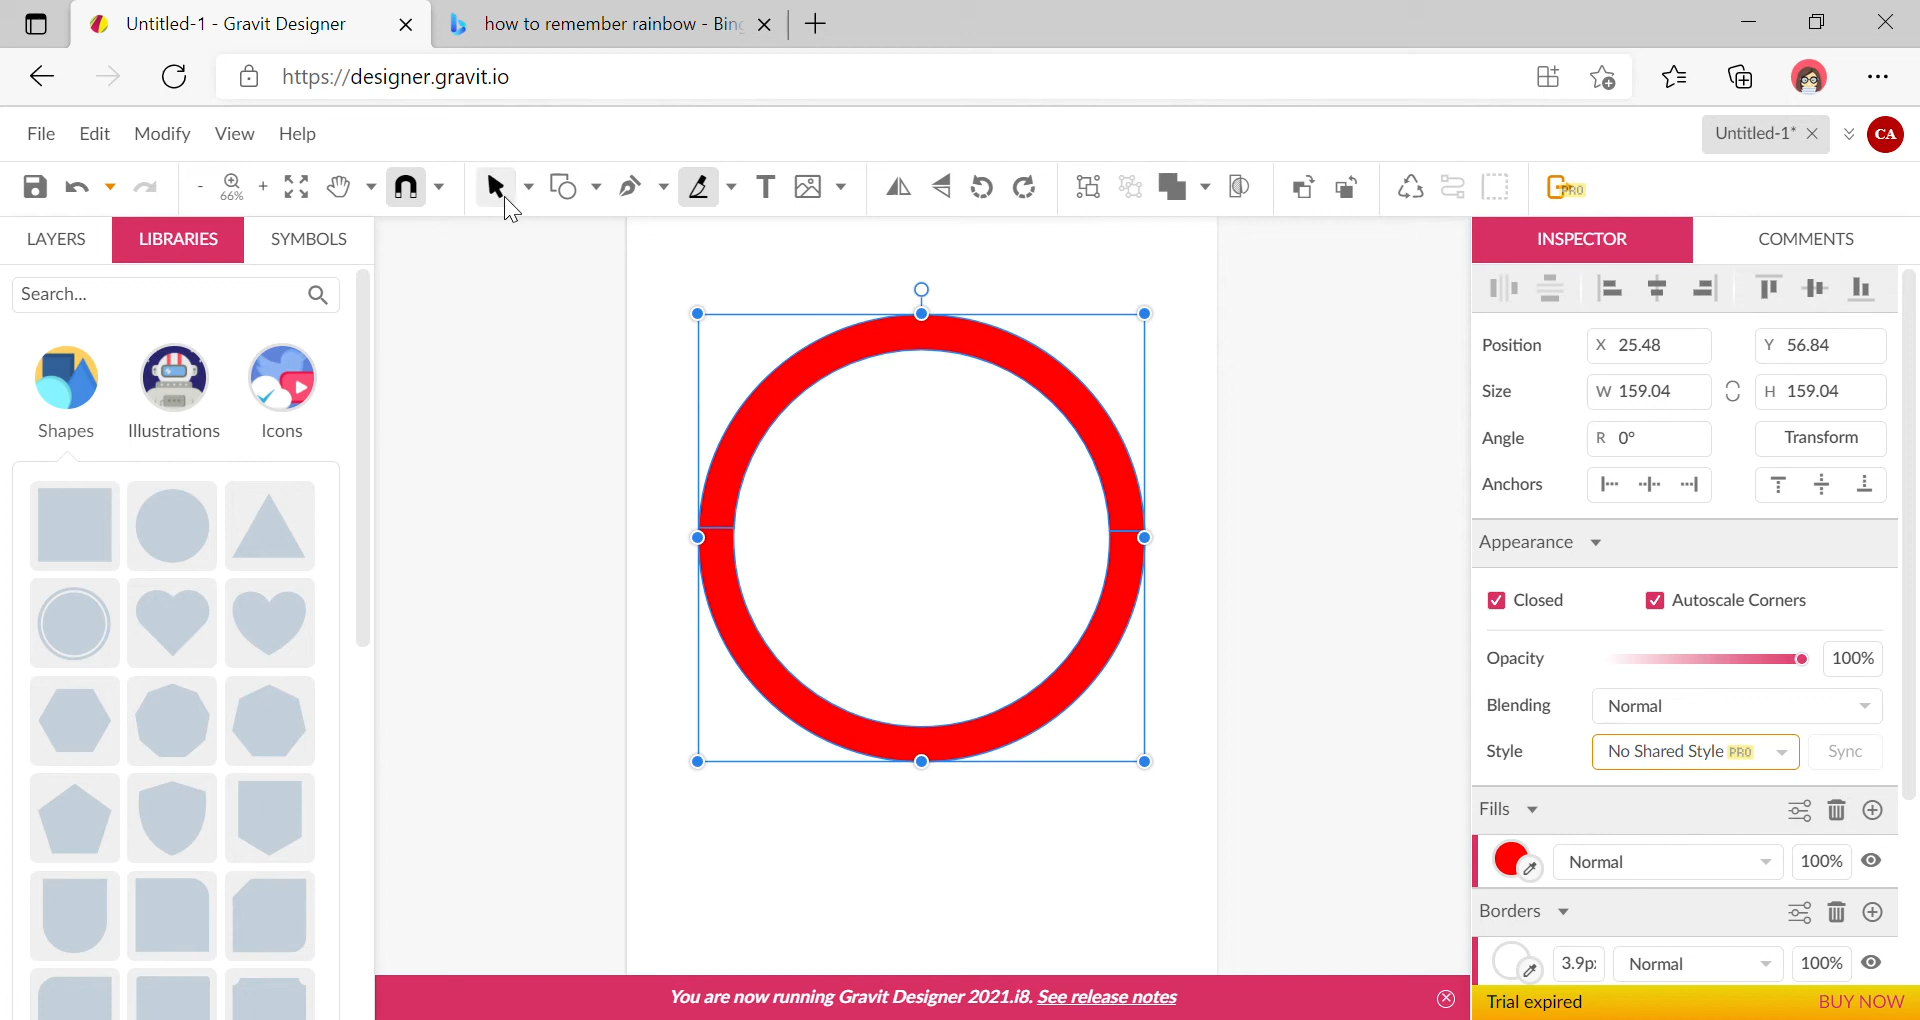 Untitled-1 - Gravit Designer
how to remember rainbow - Bing
https://designer.gravit.io
File Edit Modify View Help
Untitled-1*
CA
- 66% +
T
PRO
LAYERS LIBRARIES SYMBOLS
INSPECTOR COMMENTS
Search...
Shapes Illustrations Icons
Position X 25.48 Y 56.84
Size W 159.04 H 159.04
Angle R 0° Transform
Anchors
Appearance
Closed Autoscale Corners
Opacity 100%
Blending Normal
Style No Shared Style PRO Sync
Fills
Normal 100%
Borders
3.9p: Normal 100%
You are now running Gravit Designer 2021.i8. See release notes
Trial expired BUY NOW